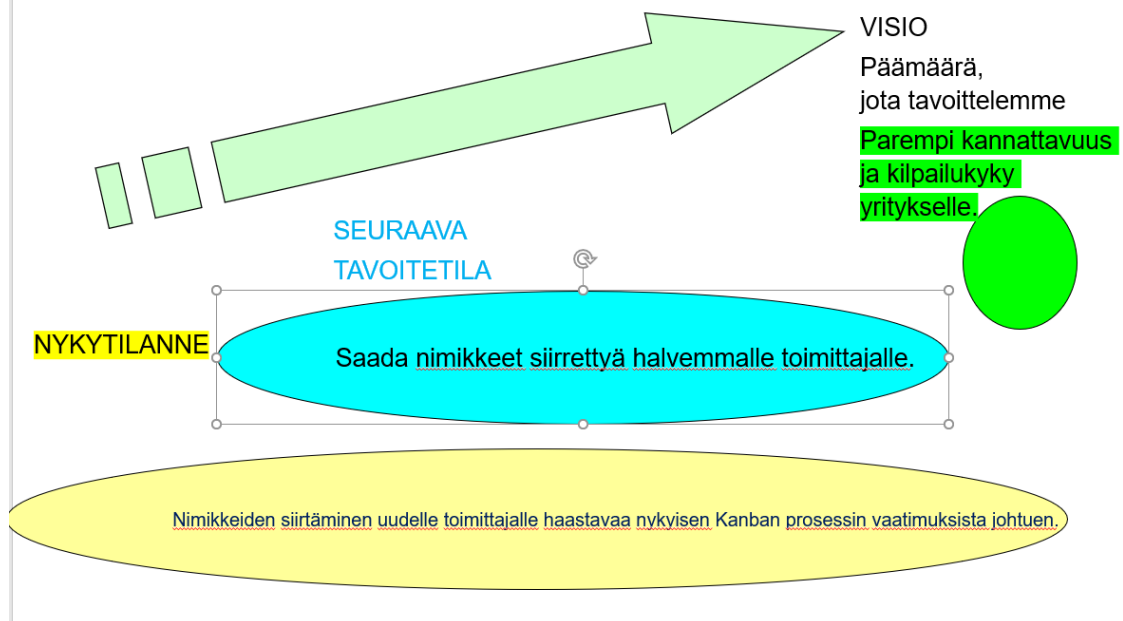 VISIO
Päämäärä,
jota tavoittelemme
Parempi kannattavuus
ja kilpailukyky
yritykselle.
SEURAAVA
TAVOITETILA
NYKYTILANNE
Saada nimikkeet siirrettyä halvemmalle toimittajalle.
Nimikkeiden siirtäminen uudelle toimittajalle haastavaa nykyisen Kanban prosessin vaatimuksista johtuen.